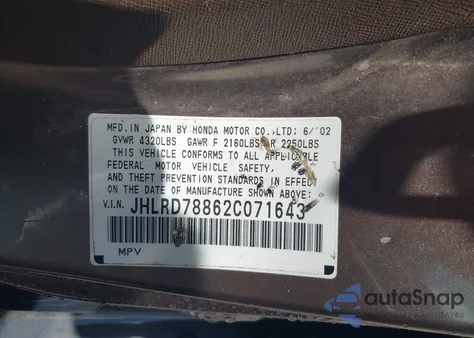 MFD. IN JAPAN BY HONDA MOTOR CO.,LTD; 6/'02
GVWR 4320LBS GAWR F 2160LBS R 2250LBS
THIS VEHICLE CONFORMS TO ALL APPLICABLE
FEDERAL MOTOR VEHICLE SAFETY,
AND THEFT PREVENTION STANDARDS IN EFFECT
ON THE DATE OF MANUFACTURE SHOWN ABOVE:
V.I.N. JHLRD78862C071643
MPV
autoSnap